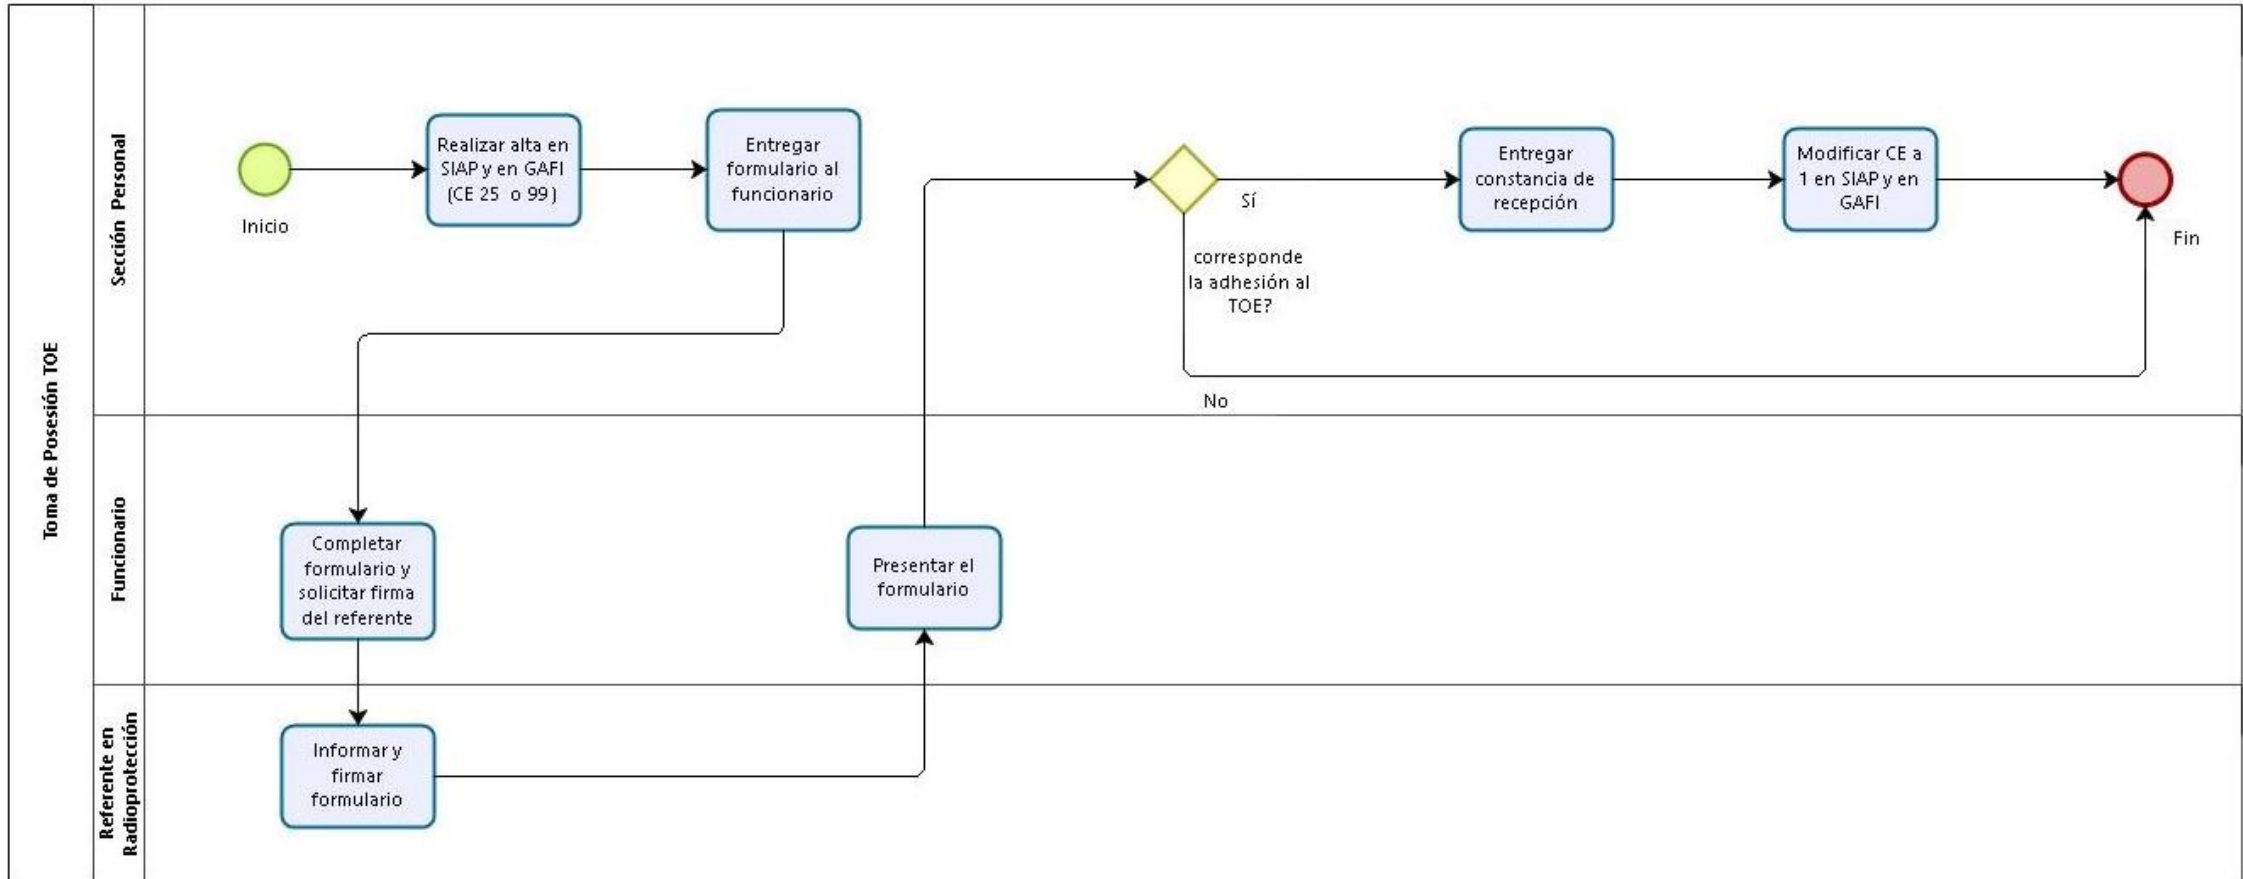 Toma de Posesión TOE
Sección Personal
Inicio
Realizar alta en
SIAP y en GAFI
(CE 25 o 99)
Entregar
formulario al
funcionario
Sí
corresponde
la adhesión al
TOE?
No
Entregar
constancia de
recepción
Modificar CE a
1 en SIAP y en
GAFI
Fin
Funcionario
Completar
formulario y
solicitar firma
del referente
Presentar el
formulario
Referente en
Radioprotección
Informar y
firmar
formulario